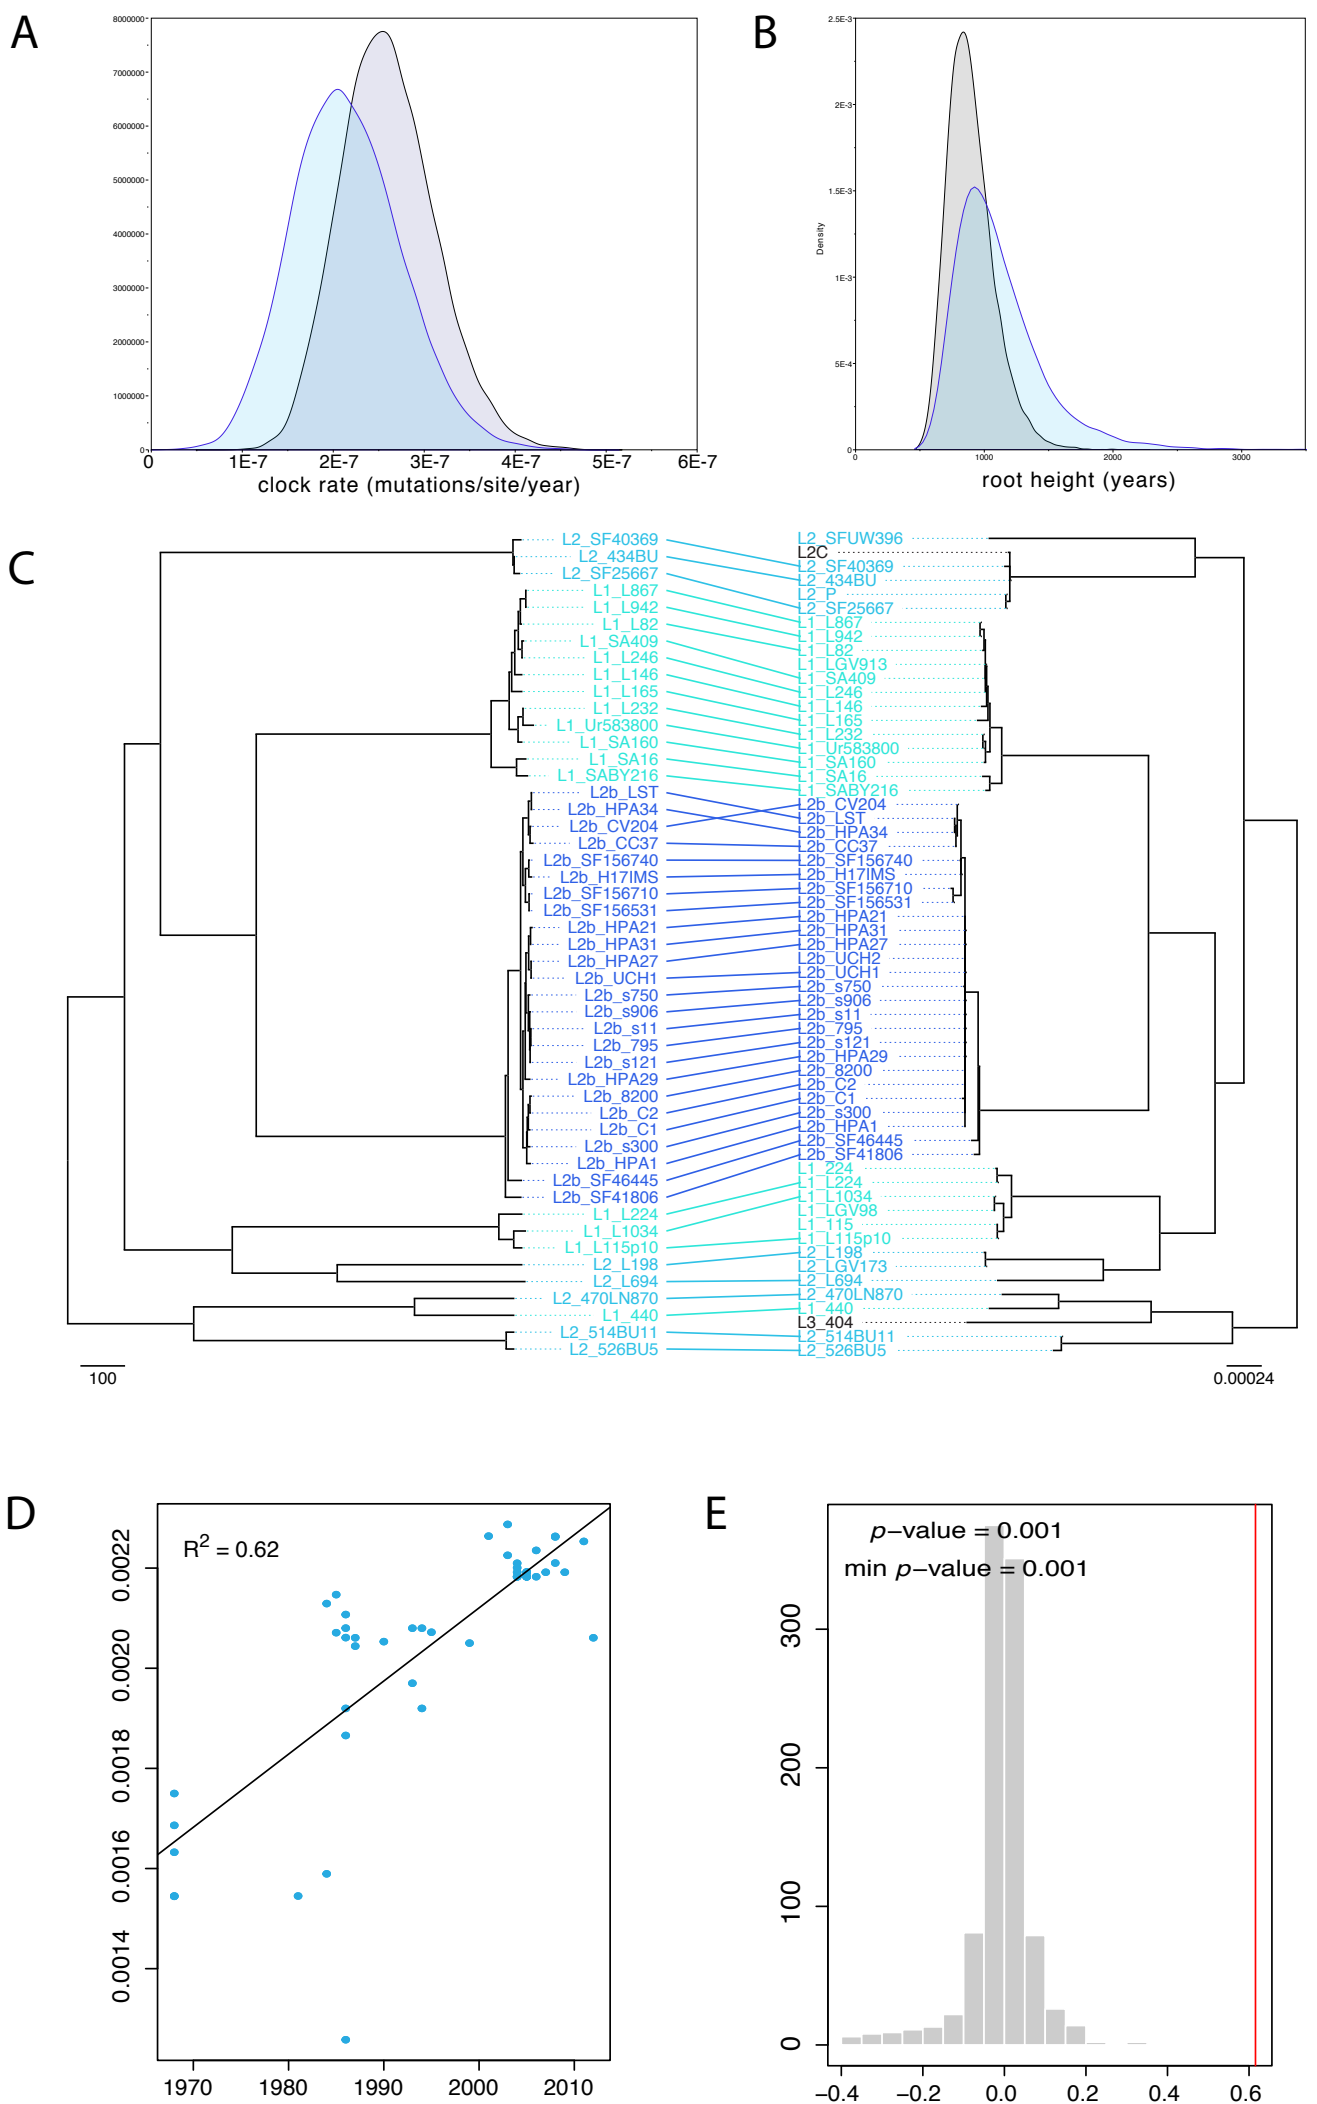 A
8000000
7000000
6000000
5000000
4000000
3000000
2000000
1000000
0
0 1E-7 2E-7 3E-7 4E-7 5E-7 6E-7
clock rate (mutations/site/year)
B
2.5E-3
2E-3
1.5E-3
1E-3
5E-4
0
Density
0 1000 2000 3000
root height (years)
C
L2_SF40369
L2_434BU
L2_SF25667
L1_L867
L1_L942
L1_L82
L1_SA409
L1_L246
L1_L146
L1_L165
L1_L232
L1_Ur583800
L1_SA160
L1_SA16
L1_SABY216
L2b_LST
L2b_HPA34
L2b_CV204
L2b_CC37
L2b_SF156740
L2b_H17IMS
L2b_SF156710
L2b_SF156531
L2b_HPA21
L2b_HPA31
L2b_HPA27
L2b_UCH1
L2b_s750
L2b_s906
L2b_s11
L2b_795
L2b_s121
L2b_HPA29
L2b_8200
L2b_C2
L2b_C1
L2b_s300
L2b_HPA1
L2b_SF46445
L2b_SF41806
L1_L224
L1_L1034
L1_L115p10
L2_L198
L2_L694
L2_470LN870
L1_440
L2_514BU11
L2_526BU5
100
L2_SFUW396
L2C
L2_SF40369
L2_434BU
L2_P
L2_SF25667
L1_L867
L1_L942
L1_L82
L1_LGV913
L1_SA409
L1_L246
L1_L146
L1_L165
L1_L232
L1_Ur583800
L1_SA160
L1_SA16
L1_SABY216
L2b_CV204
L2b_LST
L2b_HPA34
L2b_CC37
L2b_SF156740
L2b_H17IMS
L2b_SF156710
L2b_SF156531
L2b_HPA21
L2b_HPA31
L2b_HPA27
L2b_UCH2
L2b_UCH1
L2b_s750
L2b_s906
L2b_s11
L2b_795
L2b_s121
L2b_HPA29
L2b_8200
L2b_C2
L2b_C1
L2b_s300
L2b_HPA1
L2b_SF46445
L2b_SF41806
L1_224
L1_L224
L1_L1034
L1_LGV98
L1_115
L1_L115p10
L2_L198
L2_LGV173
L2_L694
L2_470LN870
L1_440
L3_404
L2_514BU11
L2_526BU5
0.00024
D
R2 = 0.62
0.0022
0.0020
0.0018
0.0016
0.0014
1970 1980 1990 2000 2010
E
p−value = 0.001
min p−value = 0.001
300
200
100
0
−0.4 −0.2 0.0 0.2 0.4 0.6